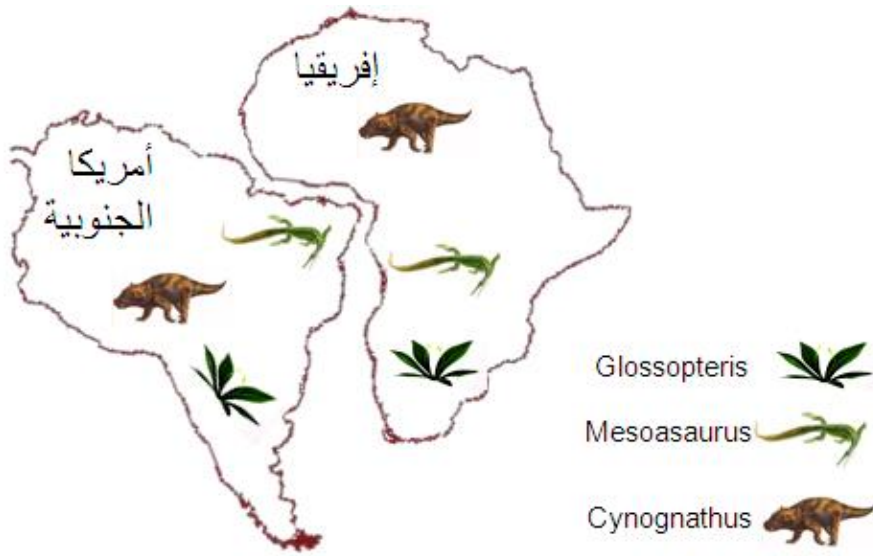 إفريقيا
أمريكا
الجنوبية
Glossopteris
Mesoasaurus
Cynognathus